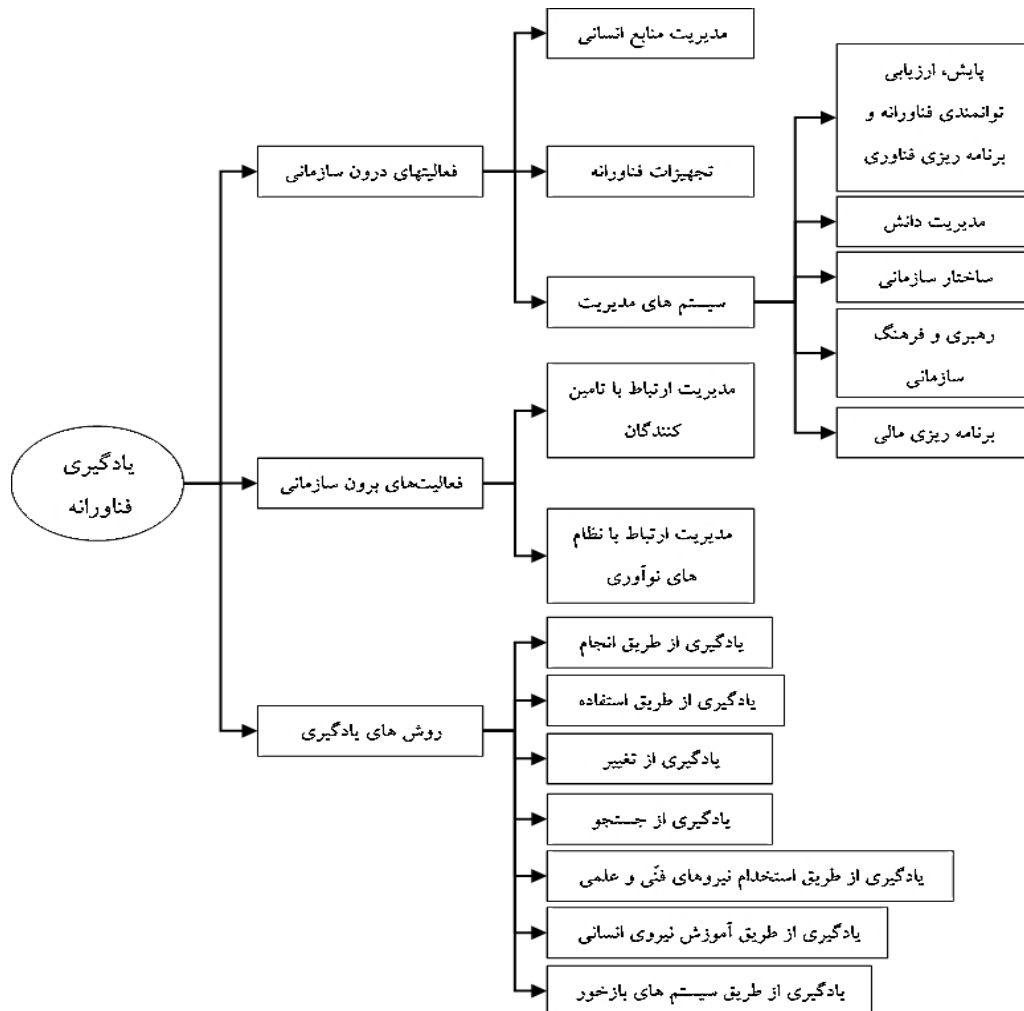 یادگیری
فناورانه
فعالیتهای درون سازمانی
مدیریت منابع انسانی
تجهیزات فناورانه
سیستم های مدیریت
پایش، ارزیابی
توانمندی فناورانه و
برنامه ریزی فناوری
مدیریت دانش
ساختار سازمانی
رهبری و فرهنگ
سازمانی
برنامه ریزی مالی
فعالیت‌های برون سازمانی
مدیریت ارتباط با تامین
کنندگان
مدیریت ارتباط با نظام
های نوآوری
روش های یادگیری
یادگیری از طریق انجام
یادگیری از طریق استفاده
یادگیری از تغییر
یادگیری از جستجو
یادگیری از طریق استخدام نیروهای فنّی و علمی
یادگیری از طریق آموزش نیروی انسانی
یادگیری از طریق سیستم های بازخور